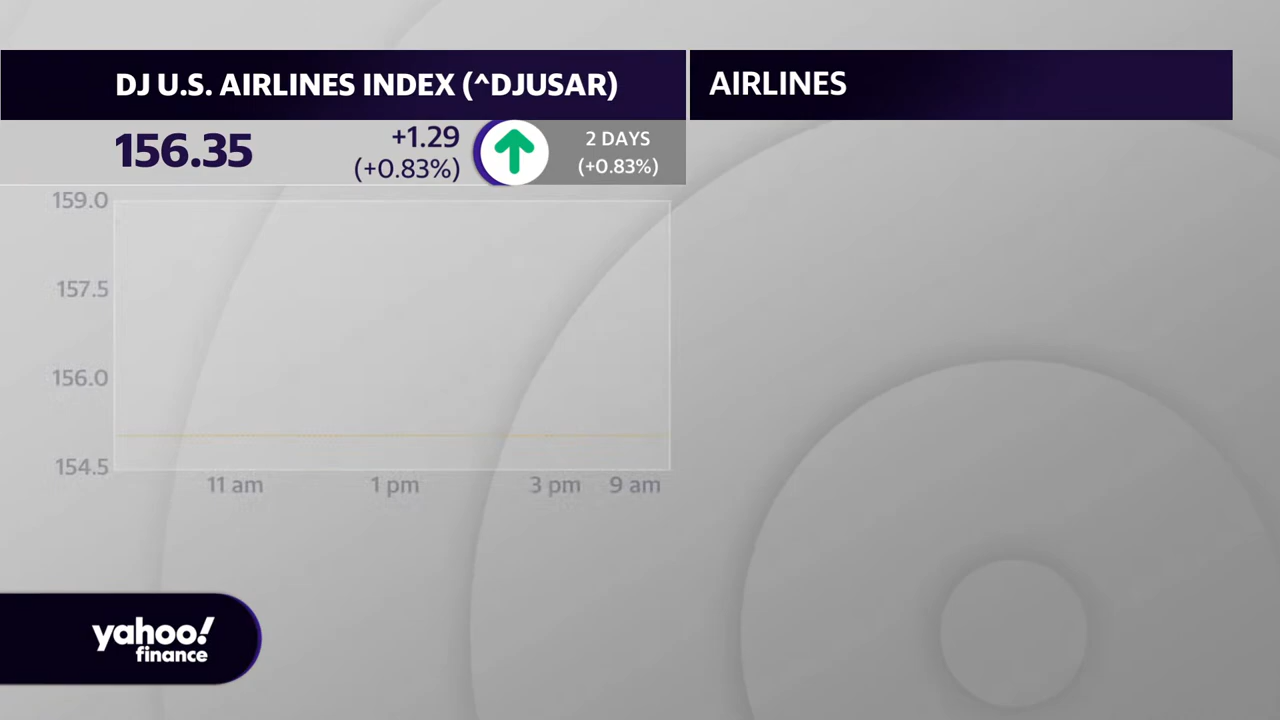 DJ U.S. AIRLINES INDEX (^DJUSAR)
AIRLINES
156.35
+1.29
(+0.83%)
2 DAYS
(+0.83%)
159.0
157.5
156.0
154.5
11 am 1 pm 3 pm 9 am
yahoo!
finance